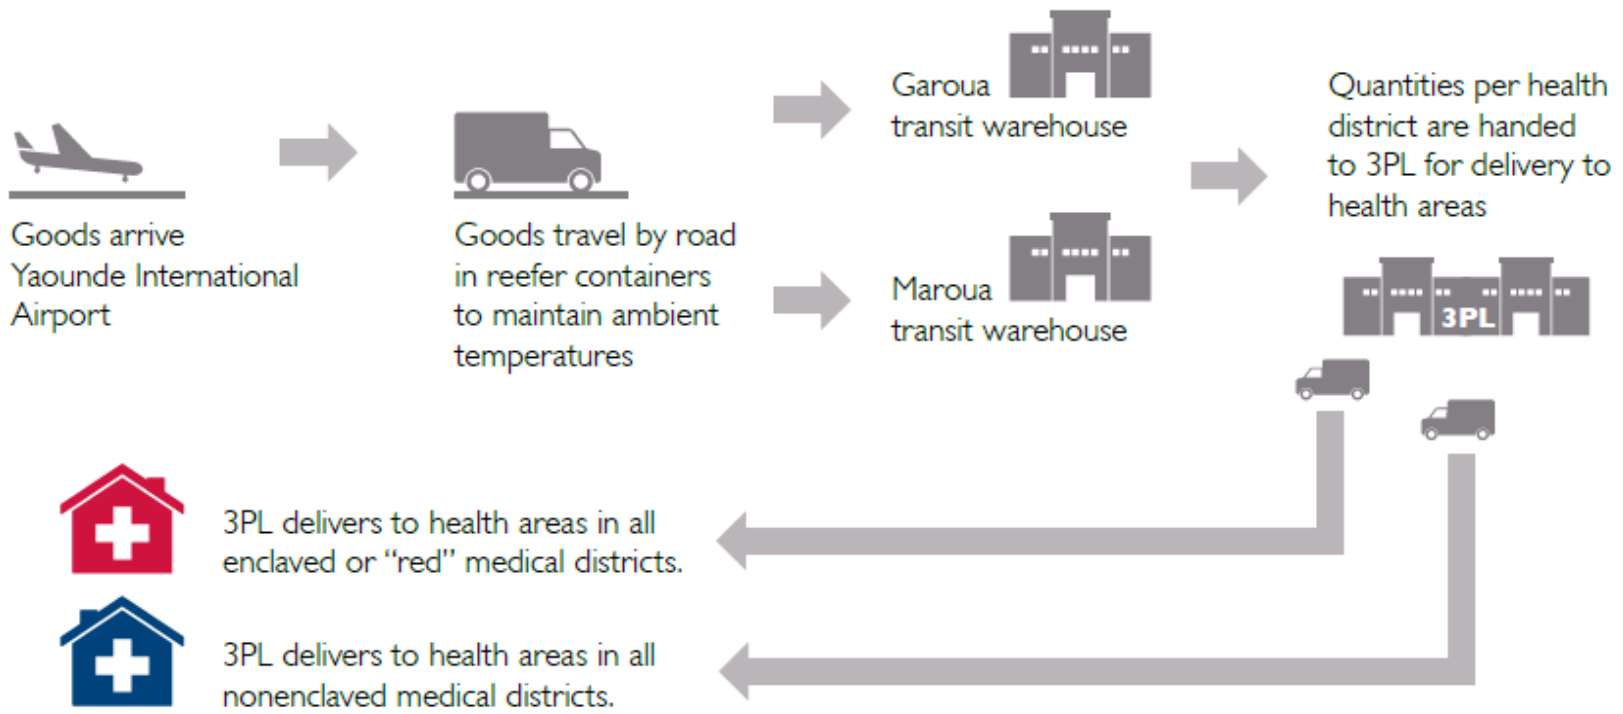 Goods arrive
Yaounde International
Airport
Goods travel by road
in reefer containers
to maintain ambient
temperatures
Garoua
transit warehouse
Maroua
transit warehouse
Quantities per health
district are handed
to 3PL for delivery to
health areas
3PL
3PL delivers to health areas in all
enclaved or “red” medical districts.
3PL delivers to health areas in all
nonenclaved medical districts.